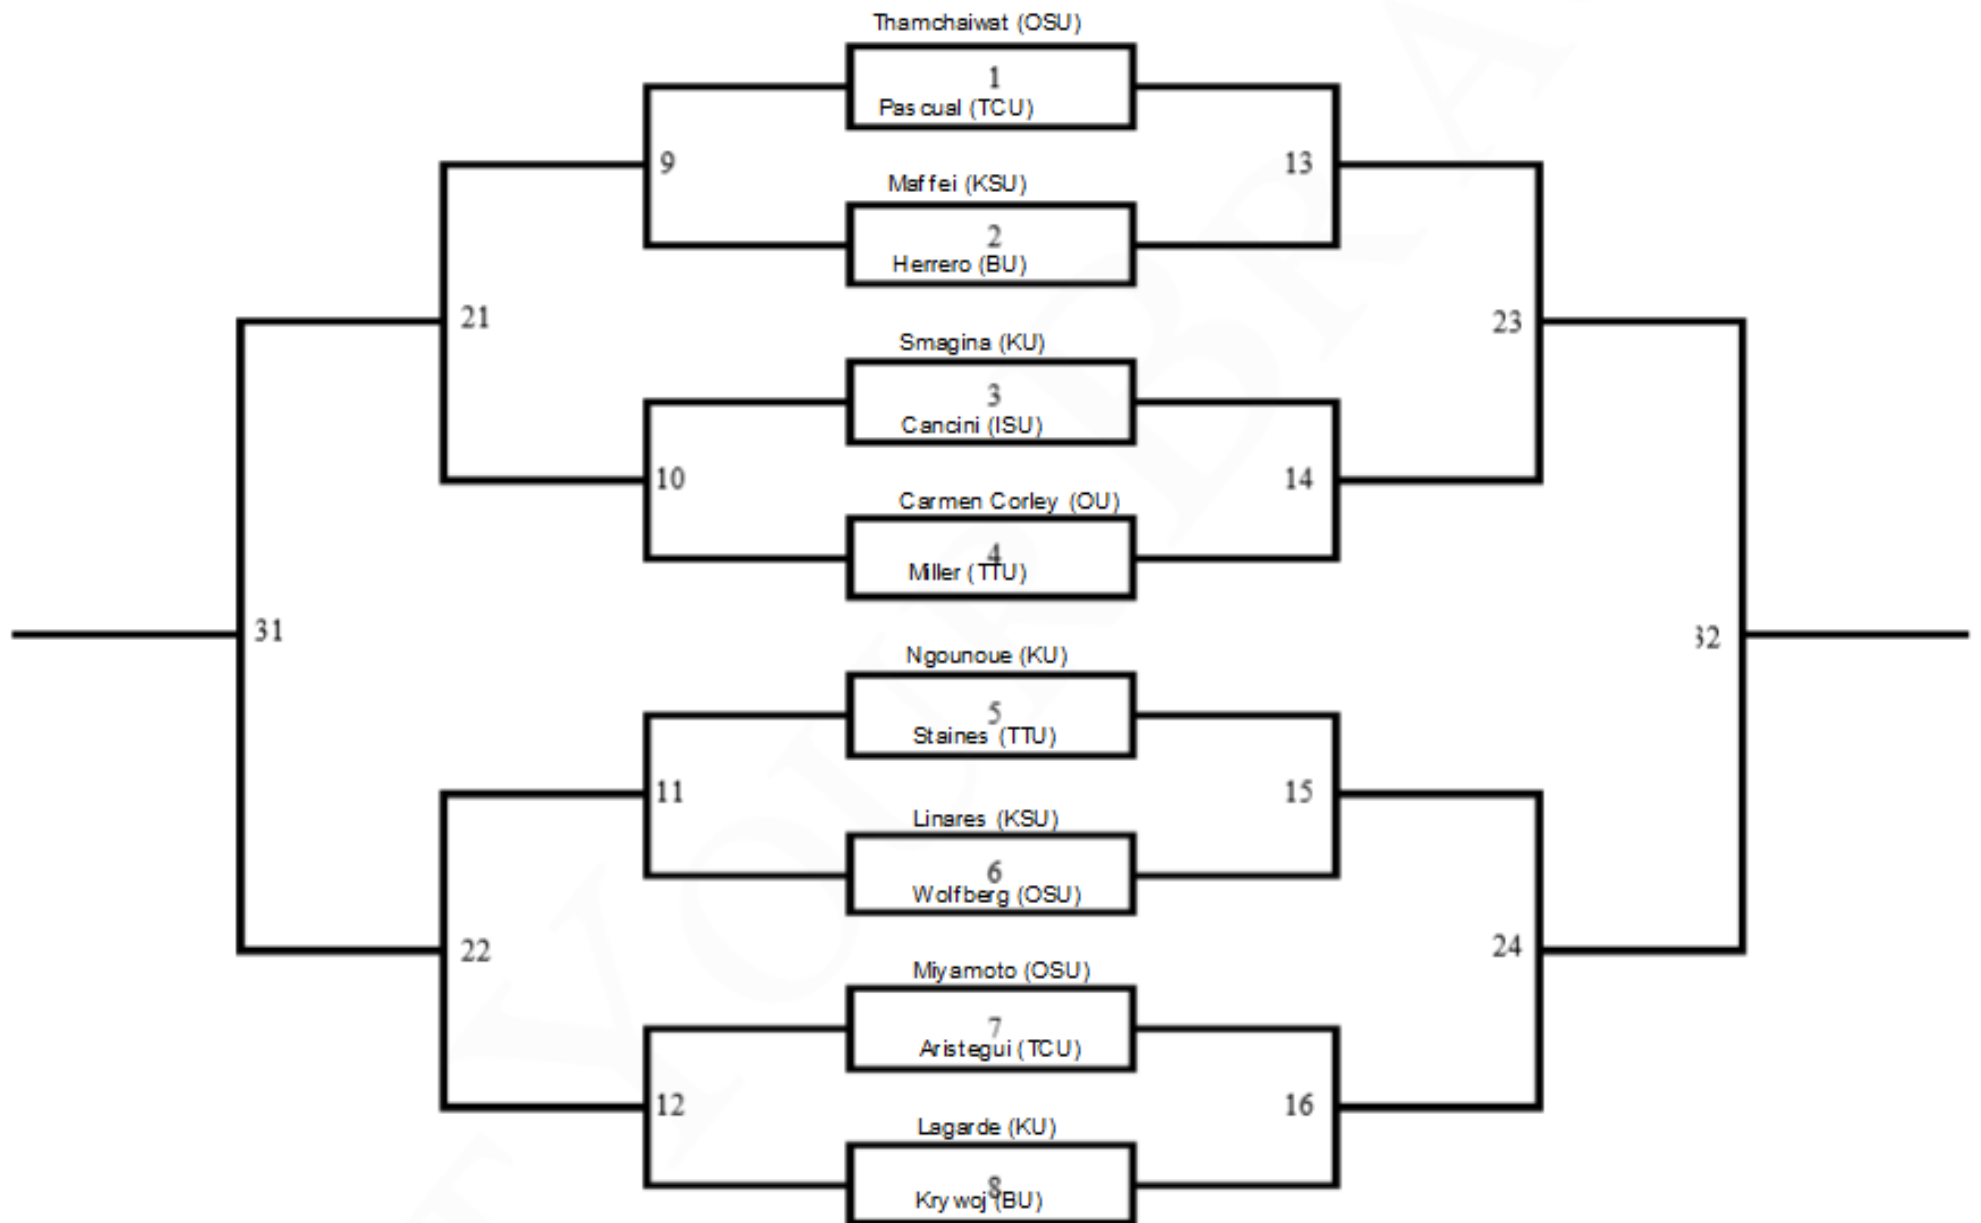 Thamchaiwat (OSU)
1
Pascual (TCU)
9
13
Maffei (KSU)
2
Herrero (BU)
21
23
Smagina (KU)
3
Cancini (ISU)
10
14
Carmen Corley (OU)
4
Miller (TTU)
31
32
Ngounoue (KU)
5
Staines (TTU)
11
15
Linares (KSU)
6
Wolfberg (OSU)
22
24
Miyamoto (OSU)
7
Aristegui (TCU)
12
16
Lagarde (KU)
8
Krywoj (BU)